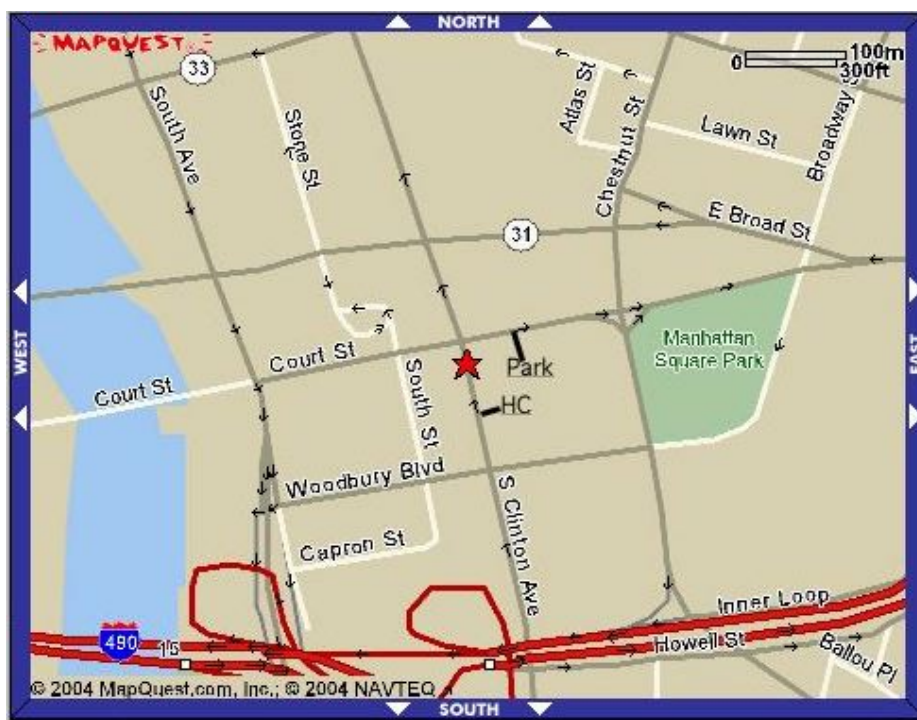 NORTH
MAPQUEST
100m
0
300ft
33
South Ave
Stone St
Atlas St
Chestnut St
Lawn St
Broadway
31
E Broad St
WEST
EAST
Manhattan
Square Park
Court St
Court St
Park
South St
HC
Woodbury Blvd
S Clinton Ave
Capron St
Inner Loop
490
15
Howell St
Ballou Pl
© 2004 MapQuest.com, Inc.; © 2004 NAVTEQ
SOUTH